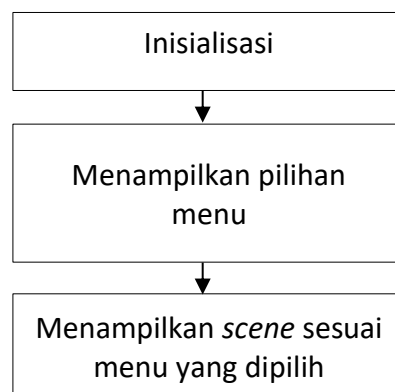 Inisialisasi
Menampilkan pilihan
menu
Menampilkan scene sesuai
menu yang dipilih